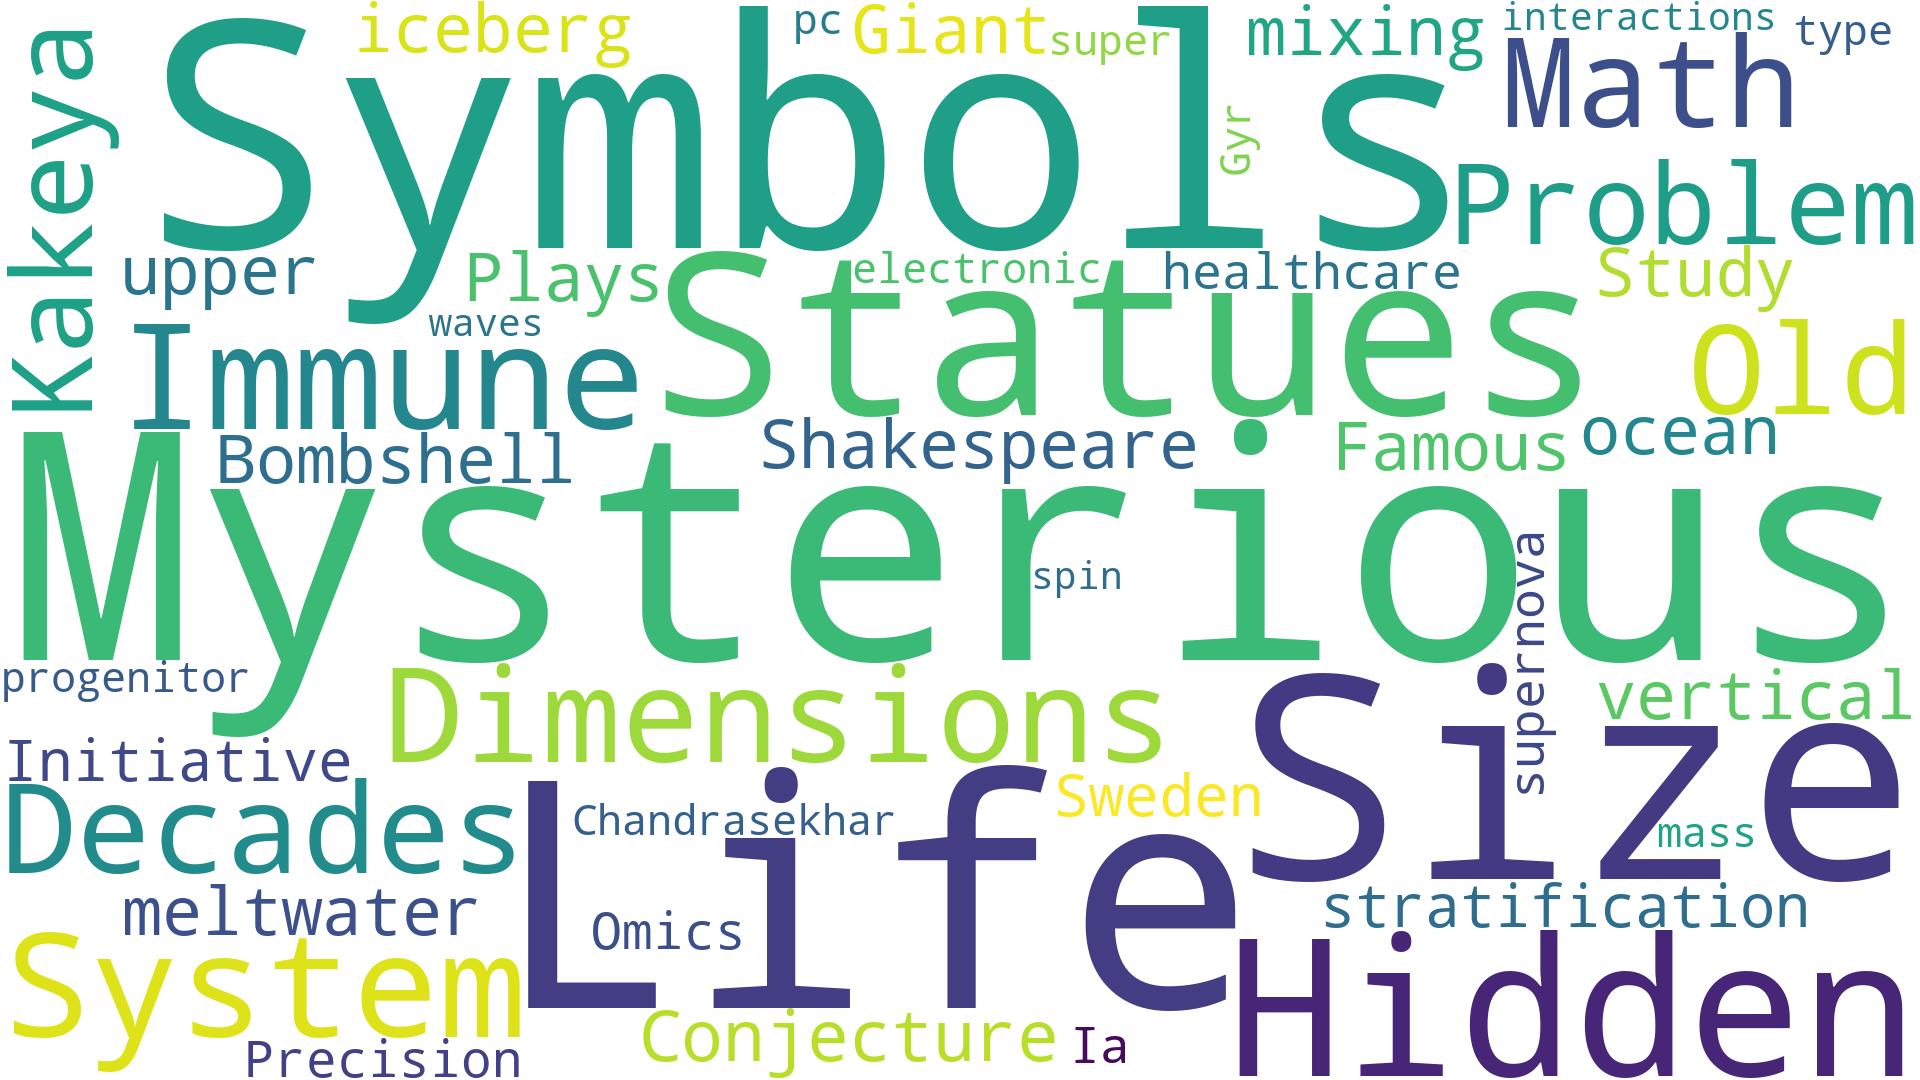 Kakeya
Symbols
iceberg
pc
Giant
super
mixing
interactions
type
Math
Gyr
Problem
upper
Plays
Statues
electronic
healthcare
Study
waves
Immune
Old
Bombshell
Shakespeare
Famous
ocean
Mysterious
spin
supernova
progenitor
Dimensions
Size
vertical
Initiative
Decades
Life
Chandrasekhar
Sweden
mass
meltwater
Omics
stratification
System
Hidden
Precision
Conjecture
Ia